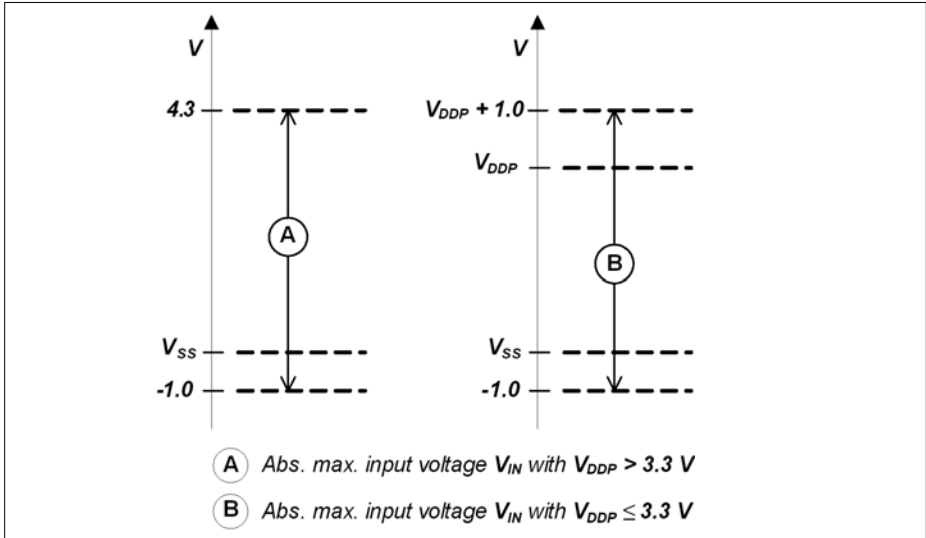 V
4.3
A
VSS
-1.0
V
VDDP + 1.0
VDDP
B
VSS
-1.0
A Abs. max. input voltage VIN with VDDP > 3.3 V
B Abs. max. input voltage VIN with VDDP ≤ 3.3 V